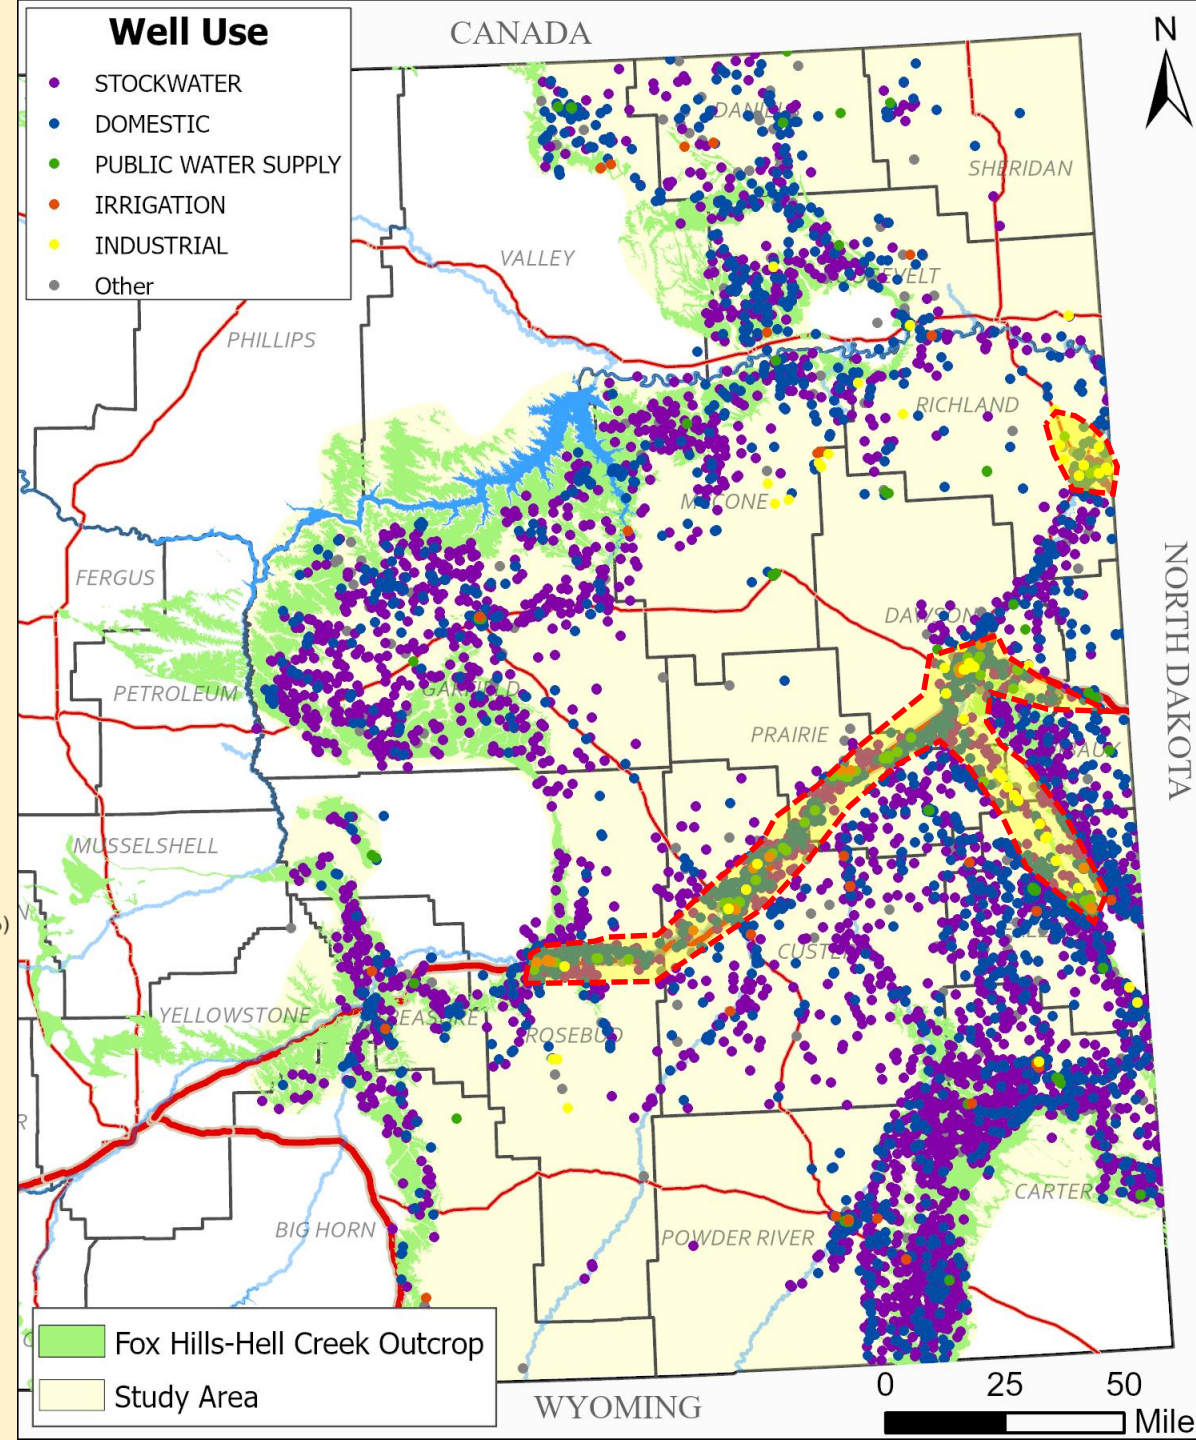 Well Use
STOCKWATER
DOMESTIC
PUBLIC WATER SUPPLY
IRRIGATION
INDUSTRIAL
Other
CANADA
N
SHERIDAN
VALLEY
PHILLIPS
RICHLAND
FERGUS
NORTH DAKOTA
DAWSON
PETROLEUM
GARFIELD
PRAIRIE
MUSSELSHELL
YELLOWSTONE
ROSEBUD
CARTER
BIG HORN
POWDER RIVER
Fox Hills-Hell Creek Outcrop
Study Area
WYOMING
0 25 50
Mile